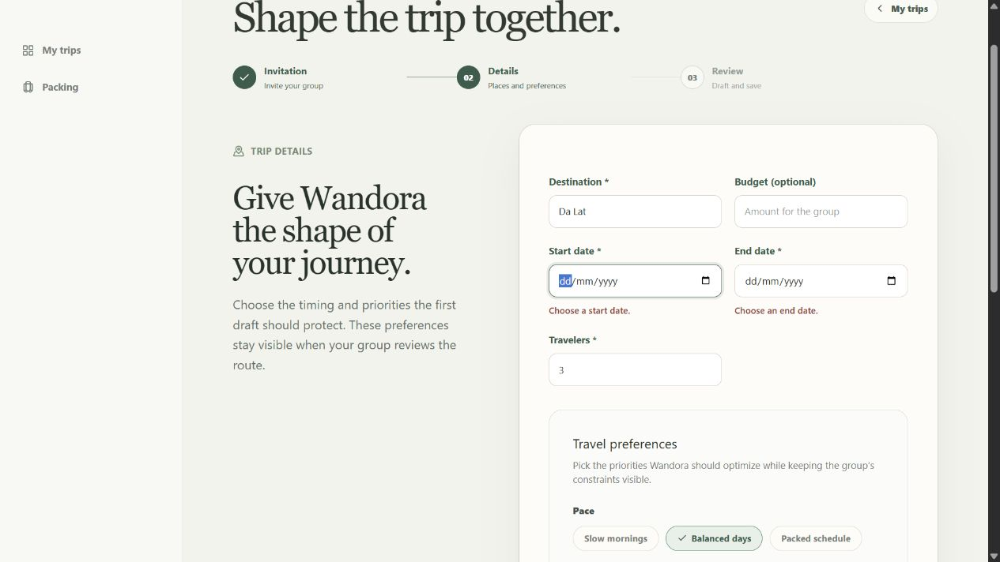 Shape the trip together.
My trips
My trips
Packing
Invitation
Invite your group
02
Details
Places and preferences
03
Review
Draft and save
TRIP DETAILS
Give Wandora
the shape of
your journey.
Choose the timing and priorities the first
draft should protect. These preferences
stay visible when your group reviews the
route.
Destination *
Budget (optional)
Da Lat
Amount for the group
Start date *
End date *
dd/mm/yyyy
dd/mm/yyyy
Choose a start date.
Choose an end date.
Travelers *
3
Travel preferences
Pick the priorities Wandora should optimize while keeping the group's
constraints visible.
Pace
Slow mornings
Balanced days
Packed schedule